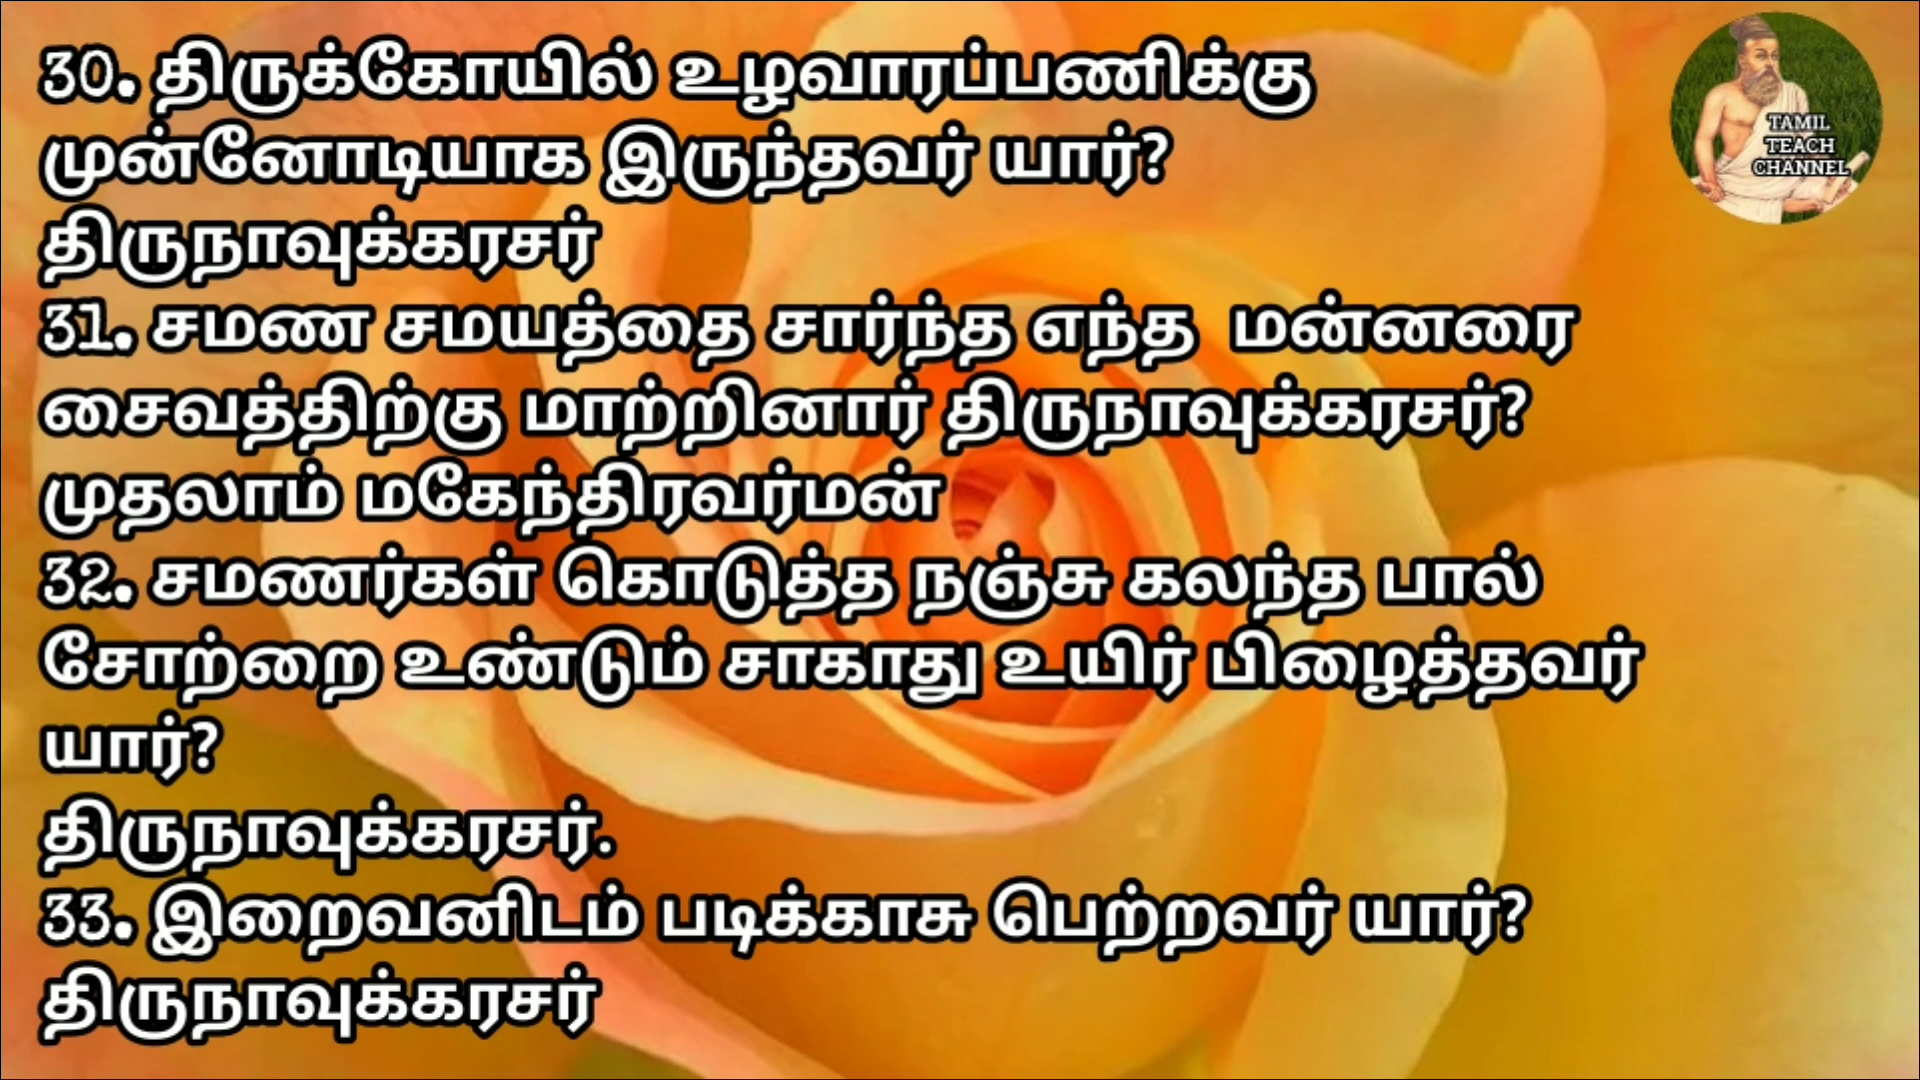 30. திருக்கோயில் உழவாரப்பணிக்கு
முன்னோடியாக இருந்தவர் யார்?
திருநாவுக்கரசர்
31. சமண சமயத்தை சார்ந்த எந்த மன்னரை
சைவத்திற்கு மாற்றினார் திருநாவுக்கரசர்?
முதலாம் மகேந்திரவர்மன்
32. சமணர்கள் கொடுத்த நஞ்சு கலந்த பால்
சோற்றை உண்டும் சாகாது உயிர் பிழைத்தவர்
யார்?
திருநாவுக்கரசர்.
33. இறைவனிடம் படிக்காசு பெற்றவர் யார்?
திருநாவுக்கரசர்
TAMIL
TEACH
CHANNEL